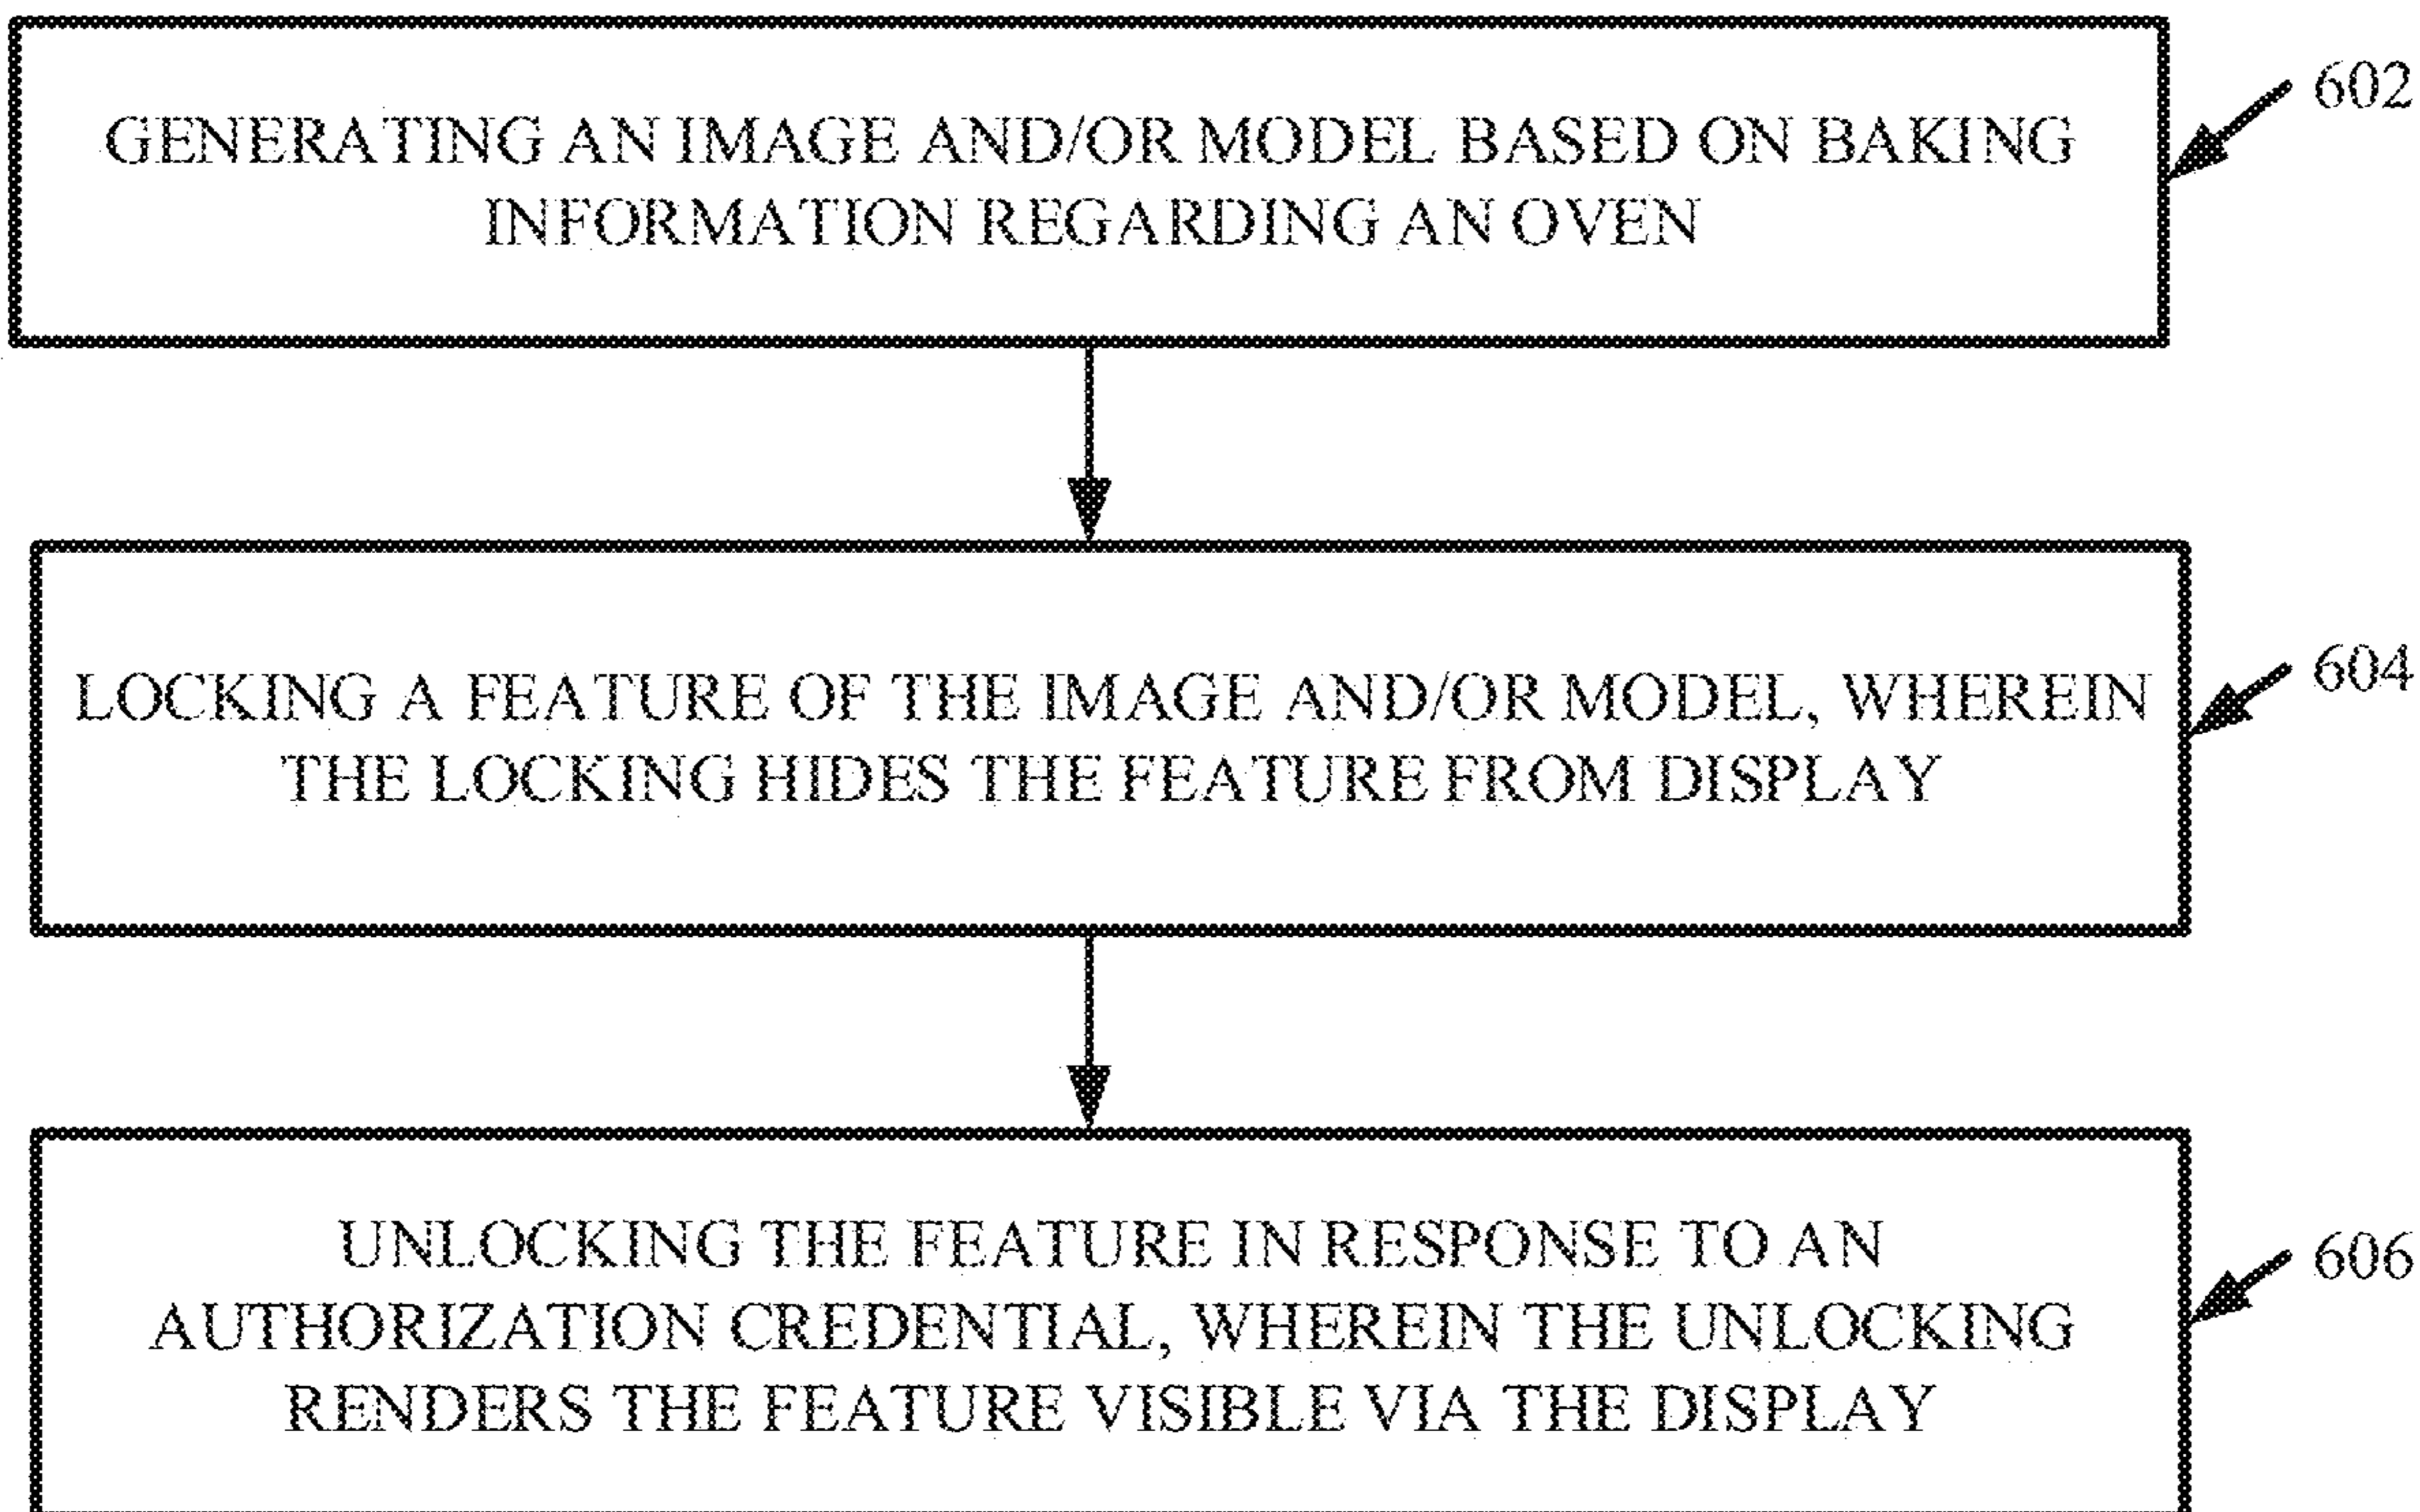 GENERATING AN IMAGE AND/OR MODEL BASED ON BAKING
INFORMATION REGARDING AN OVEN
602
LOCKING A FEATURE OF THE IMAGE AND/OR MODEL, WHEREIN
THE LOCKING HIDES THE FEATURE FROM DISPLAY
604
UNLOCKING THE FEATURE IN RESPONSE TO AN
AUTHORIZATION CREDENTIAL, WHEREIN THE UNLOCKING
RENDERS THE FEATURE VISIBLE VIA THE DISPLAY
606